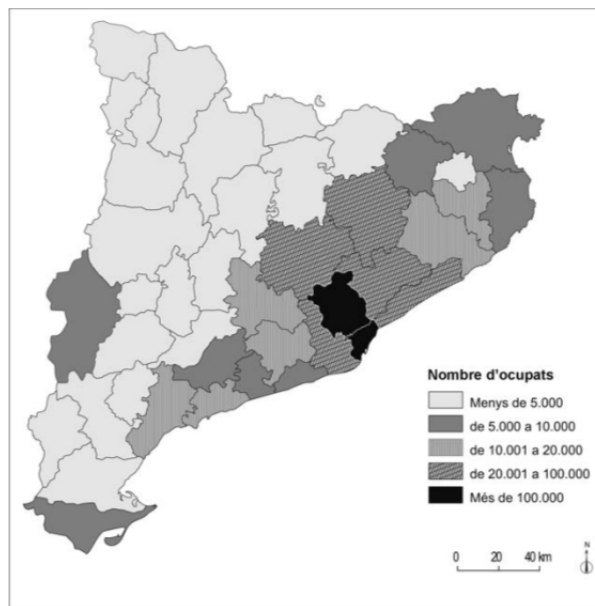 Nombre d'ocupats
Menys de 5.000
de 5.000 a 10.000
de 10.001 a 20.000
de 20.001 a 100.000
Més de 100.000
N
0 20 40 km